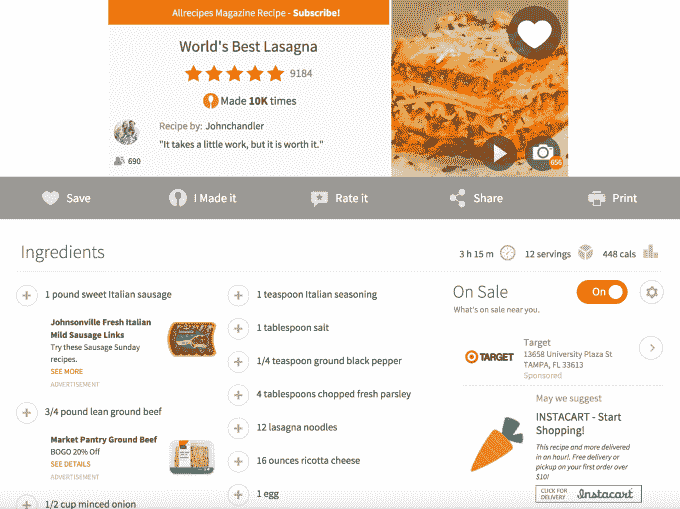 Allrecipes Magazine Recipe - Subscribe!
World's Best Lasagna
9184
Made 10K times
Recipe by: Johnchandler
"It takes a little work, but it is worth it."
690
656
Save
I Made it
Rate it
Share
Print
Ingredients
3 h 15 m
12 servings
448 cals
1 pound sweet Italian sausage
Johnsonville Fresh Italian
Mild Sausage Links
Try these Sausage Sunday
recipes.
SEE MORE
ADVERTISEMENT
3/4 pound lean ground beef
Market Pantry Ground Beef
BOGO 20% Off
SEE DETAILS
ADVERTISEMENT
1/2 cup minced onion
1 teaspoon Italian seasoning
1 tablespoon salt
1/4 teaspoon ground black pepper
4 tablespoons chopped fresh parsley
12 lasagna noodles
16 ounces ricotta cheese
1 egg
On Sale
On
What's on sale near you.
TARGET
Target
13658 University Plaza St
TAMPA, FL 33613
Sponsored
May we suggest
INSTACART - Start
Shopping!
This recipe and more delivered
in an hour!. Free delivery or
pickup on your first order over
$10!
CLICK FOR
DELIVERY
Instacart